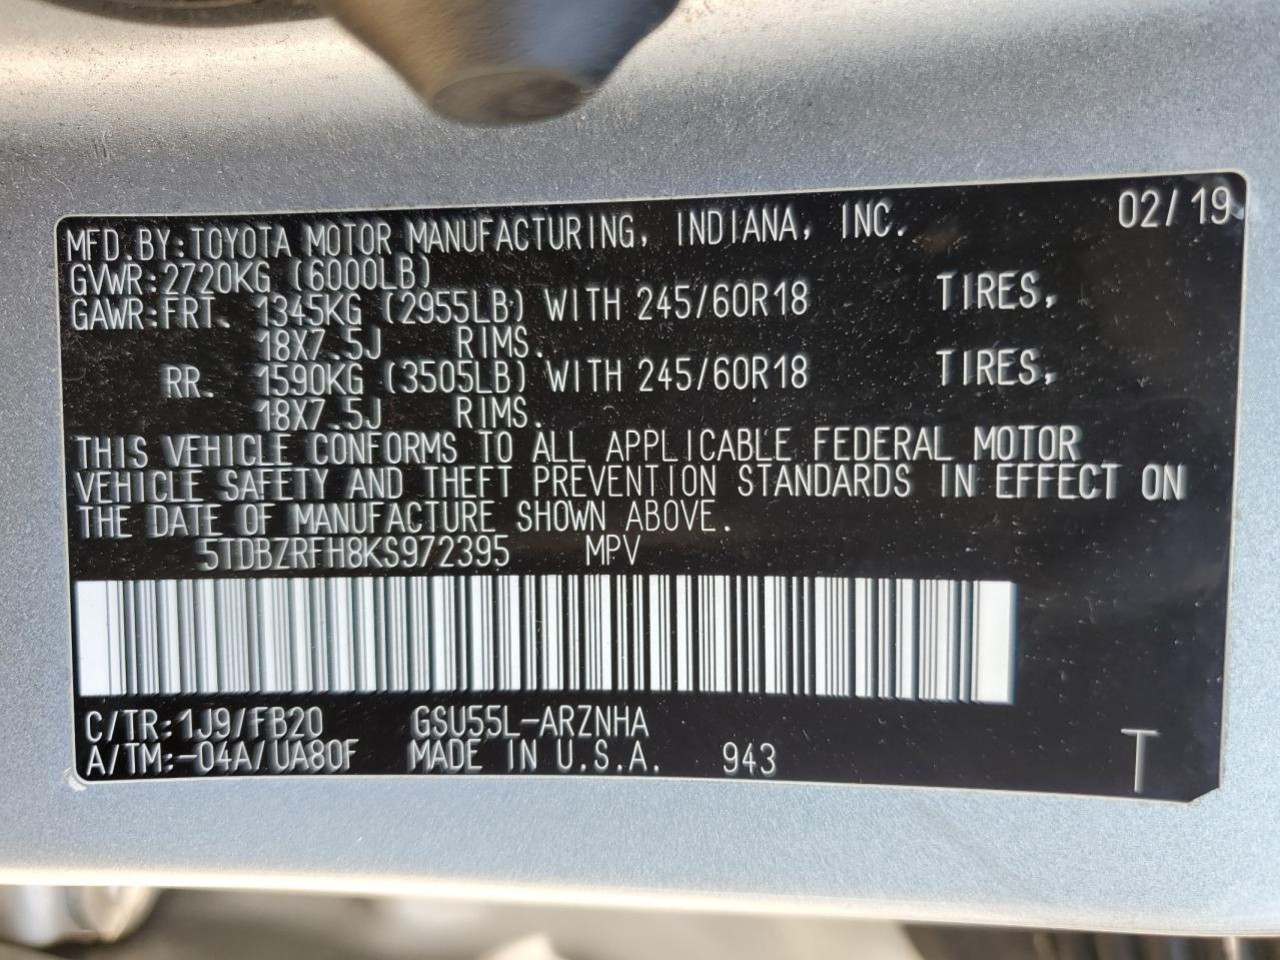 02/19
MFD.BY:TOYOTA MOTOR MANUFACTURING, INDIANA, INC.
GVWR:2720KG (6000LB)
GAWR:FRT. 1345KG (2955LB) WITH 245/60R18 TIRES,
18X7.5J RIMS.
RR. 1590KG (3505LB) WITH 245/60R18 TIRES,
18X7.5J RIMS.
THIS VEHICLE CONFORMS TO ALL APPLICABLE FEDERAL MOTOR
VEHICLE SAFETY AND THEFT PREVENTION STANDARDS IN EFFECT ON
THE DATE OF MANUFACTURE SHOWN ABOVE.
5TDBZRFH8KS972395 MPV
C/TR:1J9/FB20 GSU55L-ARZNHA
A/TM:-04A/UA80F MADE IN U.S.A. 943 T